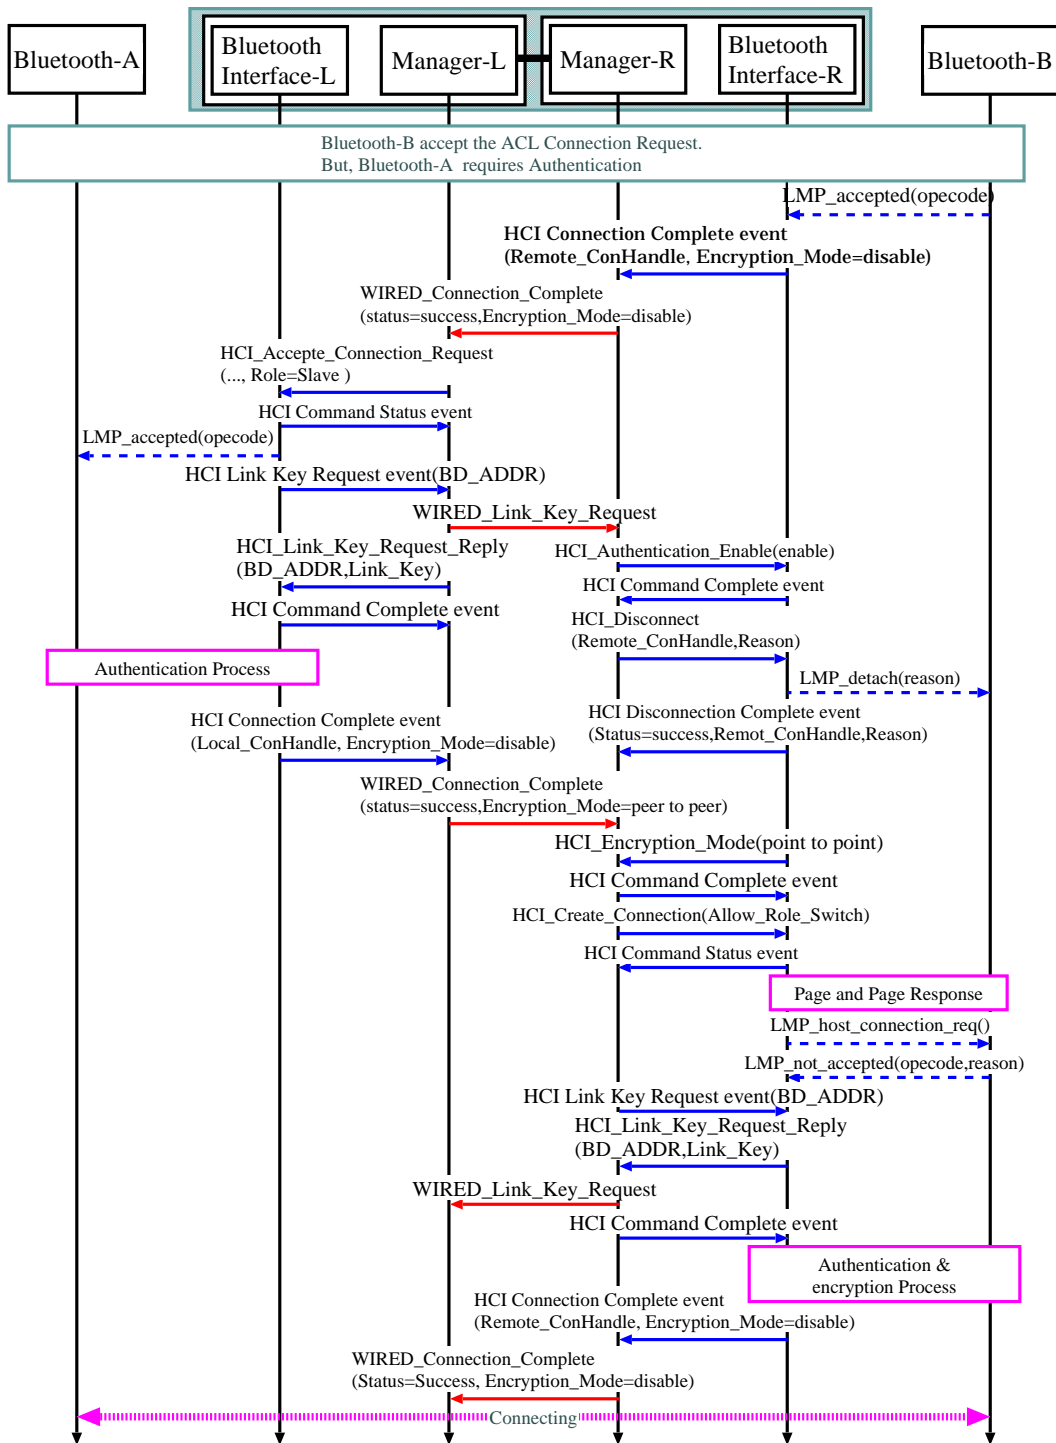 Bluetooth-A
Bluetooth
Interface-L
Manager-L
Manager-R
Bluetooth
Interface-R
Bluetooth-B
Bluetooth-B accept the ACL Connection Request.
But, Bluetooth-A requires Authentication
LMP_accepted(opecode)
HCI Connection Complete event
(Remote_ConHandle, Encryption_Mode=disable)
WIRED_Connection_Complete
(status=success,Encryption_Mode=disable)
HCI_Accepte_Connection_Request
(..., Role=Slave )
HCI Command Status event
LMP_accepted(opecode)
HCI Link Key Request event(BD_ADDR)
WIRED_Link_Key_Request
HCI_Link_Key_Request_Reply
(BD_ADDR,Link_Key)
HCI_Authentication_Enable(enable)
HCI Command Complete event
HCI Command Complete event
HCI_Disconnect
(Remote_ConHandle,Reason)
Authentication Process
LMP_detach(reason)
HCI Connection Complete event
(Local_ConHandle, Encryption_Mode=disable)
HCI Disconnection Complete event
(Status=success,Remot_ConHandle,Reason)
WIRED_Connection_Complete
(status=success,Encryption_Mode=peer to peer)
HCI_Encryption_Mode(point to point)
HCI Command Complete event
HCI_Create_Connection(Allow_Role_Switch)
HCI Command Status event
Page and Page Response
LMP_host_connection_req()
LMP_not_accepted(opecode,reason)
HCI Link Key Request event(BD_ADDR)
HCI_Link_Key_Request_Reply
(BD_ADDR,Link_Key)
WIRED_Link_Key_Request
HCI Command Complete event
Authentication &
encryption Process
HCI Connection Complete event
(Remote_ConHandle, Encryption_Mode=disable)
WIRED_Connection_Complete
(Status=Success, Encryption_Mode=disable)
Connecting